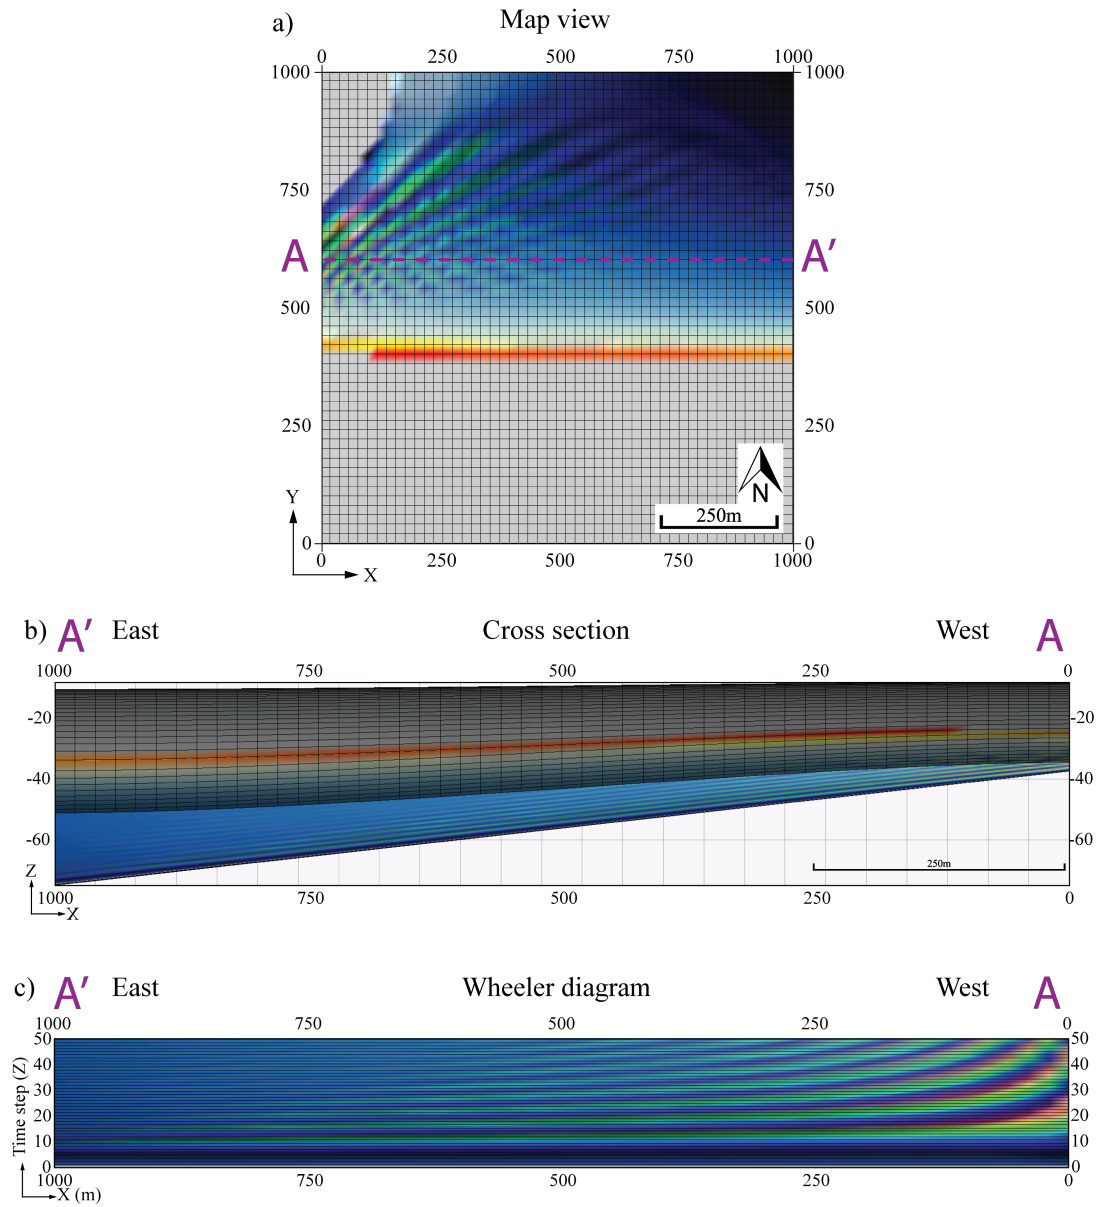 a)
Map view
0 250 500 750 1000
1000 1000
750 750
A A′
500 500
250 250
N
250m
Y
0 0
0 250 500 750 1000
X
b)
A′ East Cross section West A
1000 750 500 250 0
-20 -20
-40 -40
-60 -60
250m
Z
1000 750 500 250 0
X
c)
A′ East Wheeler diagram West A
1000 750 500 250 0
50 50
40 40
30 30
20 20
10 10
0 0
Time step (Z)
1000 750 500 250 0
X (m)